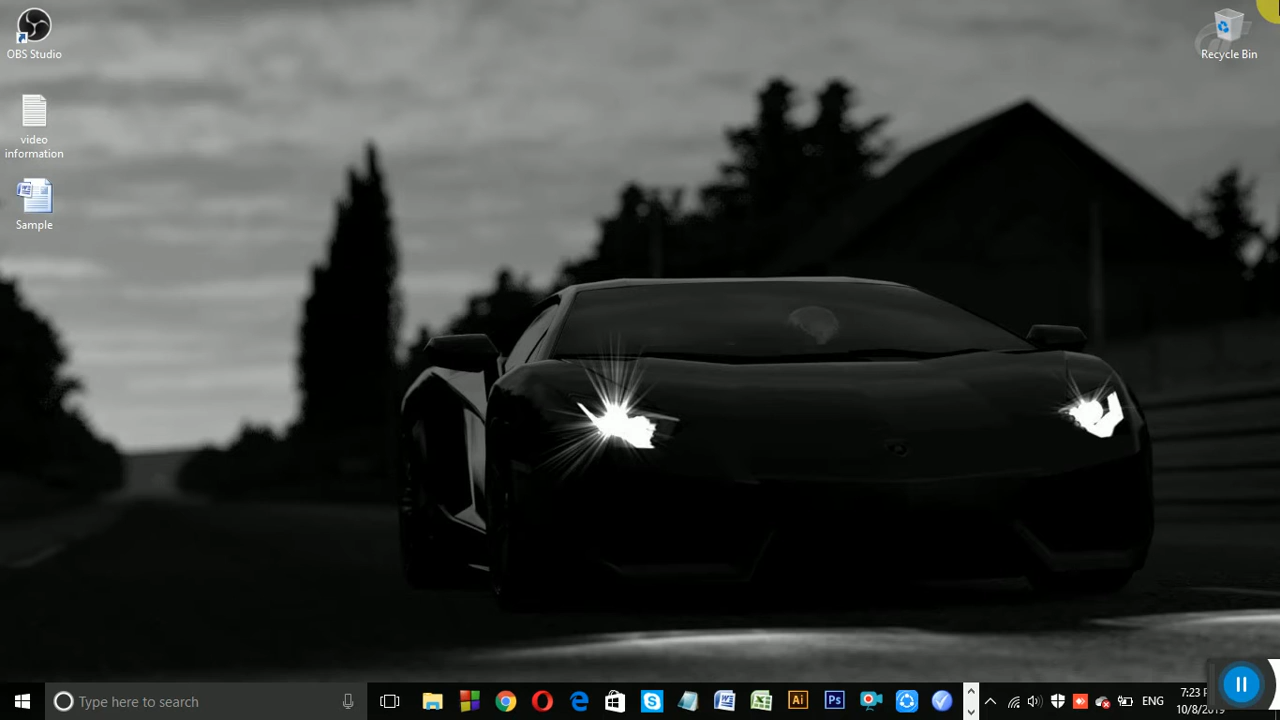 OBS Studio
video
information
Sample
Recycle Bin
Type here to search
ENG
7:23
10/8/2019